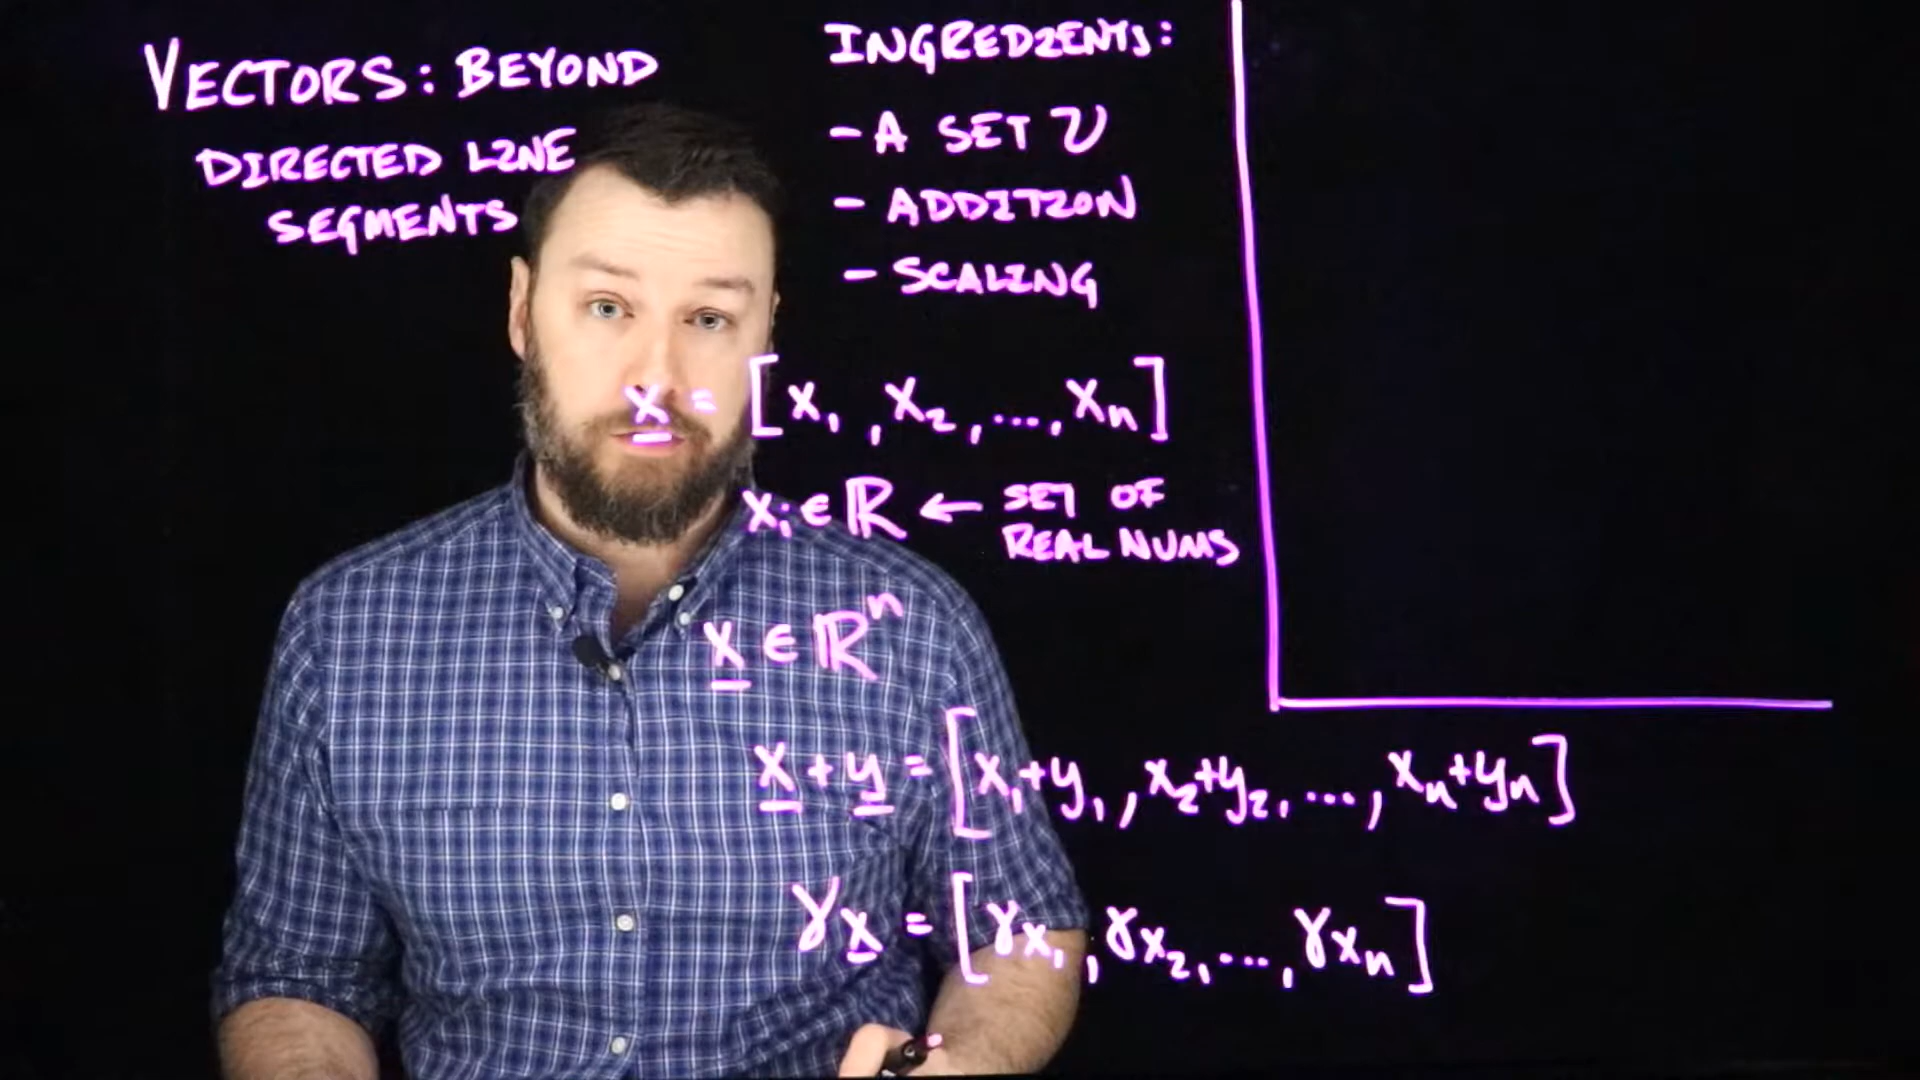 VECTORS: BEYOND
DIRECTED LINE
SEGMENTS
INGREDIENTS:
- A SET V
- ADDITION
- SCALING
x = [x₁, x₂, ..., xₙ]
xᵢ ∈ ℝ ← SET OF
REAL NUMS
x ∈ ℝⁿ
x + y = [x₁+y₁, x₂+y₂, ..., xₙ+yₙ]
γx = [γx₁, γx₂, ..., γxₙ]